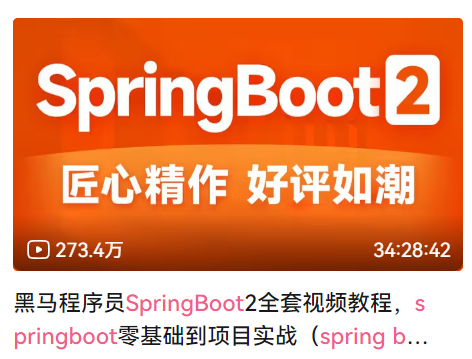 SpringBoot2
匠心精作 好评如潮
273.4万 34:28:42
黑马程序员SpringBoot2全套视频教程，s
pringboot零基础到项目实战（spring b...